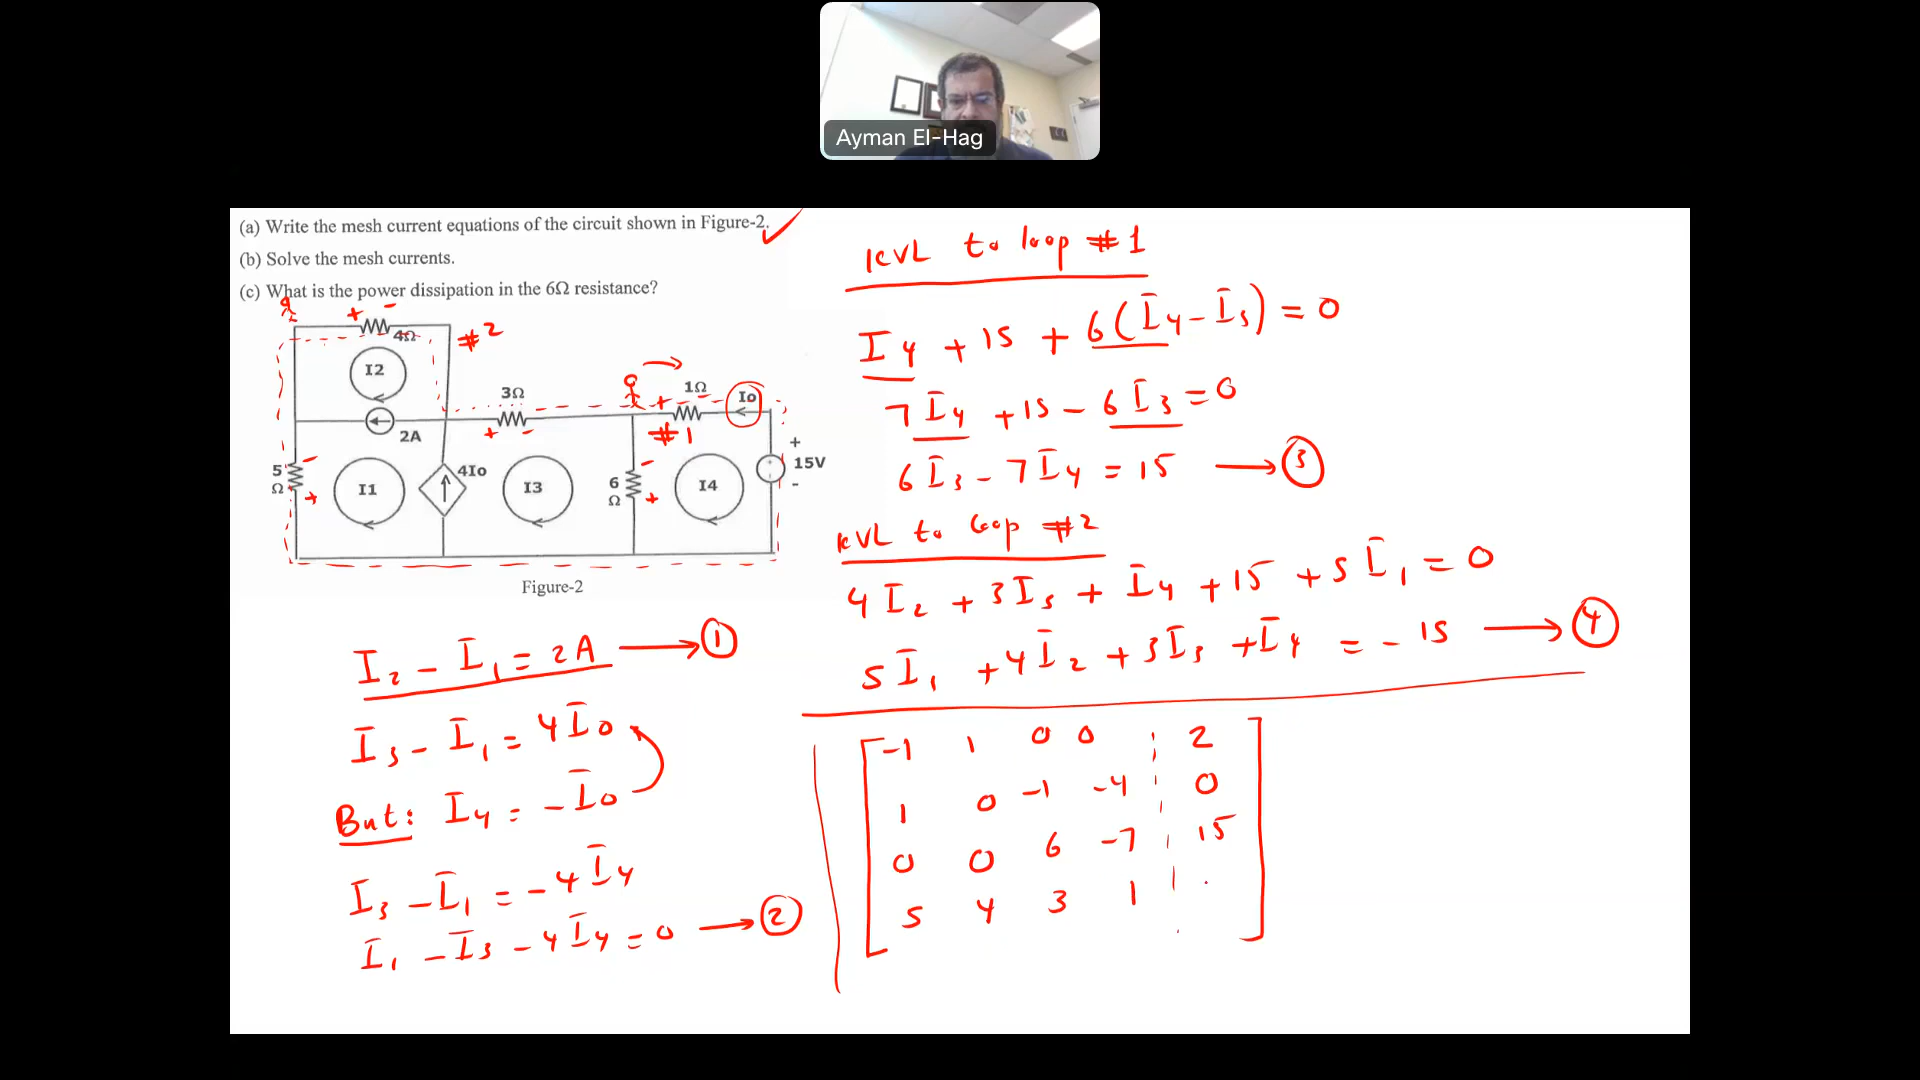 Ayman El-Hag
(a) Write the mesh current equations of the circuit shown in Figure-2.
(b) Solve the mesh currents.
(c) What is the power dissipation in the 6Ω resistance?
+ -
4Ω
#2
I2
3Ω
+ -
1Ω
+
Io
#1
2A
5
Ω
-
+
I1
4Io
I3
6
Ω
-
+
I4
+
15V
-
Figure-2
I₂ - I₁ = 2A → ①
I₃ - I₁ = 4I₀
But: I₄ = -I₀
I₃ - I₁ = -4I₄
I₁ - I₃ - 4I₄ = 0 → ②
KVL to loop #1
I₄ + 15 + 6(I₄ - I₃) = 0
7I₄ + 15 - 6I₃ = 0
6I₃ - 7I₄ = 15 → ③
KVL to loop #2
4I₂ + 3I₃ + I₄ + 15 + 5I₁ = 0
5I₁ + 4I₂ + 3I₃ + I₄ = -15 → ④
-1 1 0 0 2
1 0 -1 -4 0
0 0 6 -7 15
5 4 3 1